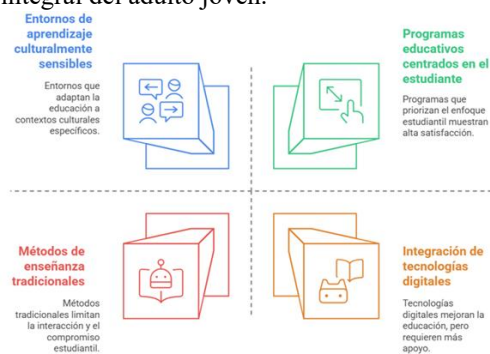 integral del adulto joven.
Entornos de
aprendizaje
culturalmente
sensibles
Entornos que
adaptan la
educación a
contextos culturales
específicos.
Programas
educativos
centrados en el
estudiante
Programas que
priorizan el enfoque
estudiantil muestran
alta satisfacción.
Métodos de
enseñanza
tradicionales
Métodos
tradicionales limitan
la interacción y el
compromiso
estudiantil.
Integración de
tecnologías
digitales
Tecnologías
digitales mejoran la
educación, pero
requieren más
apoyo.